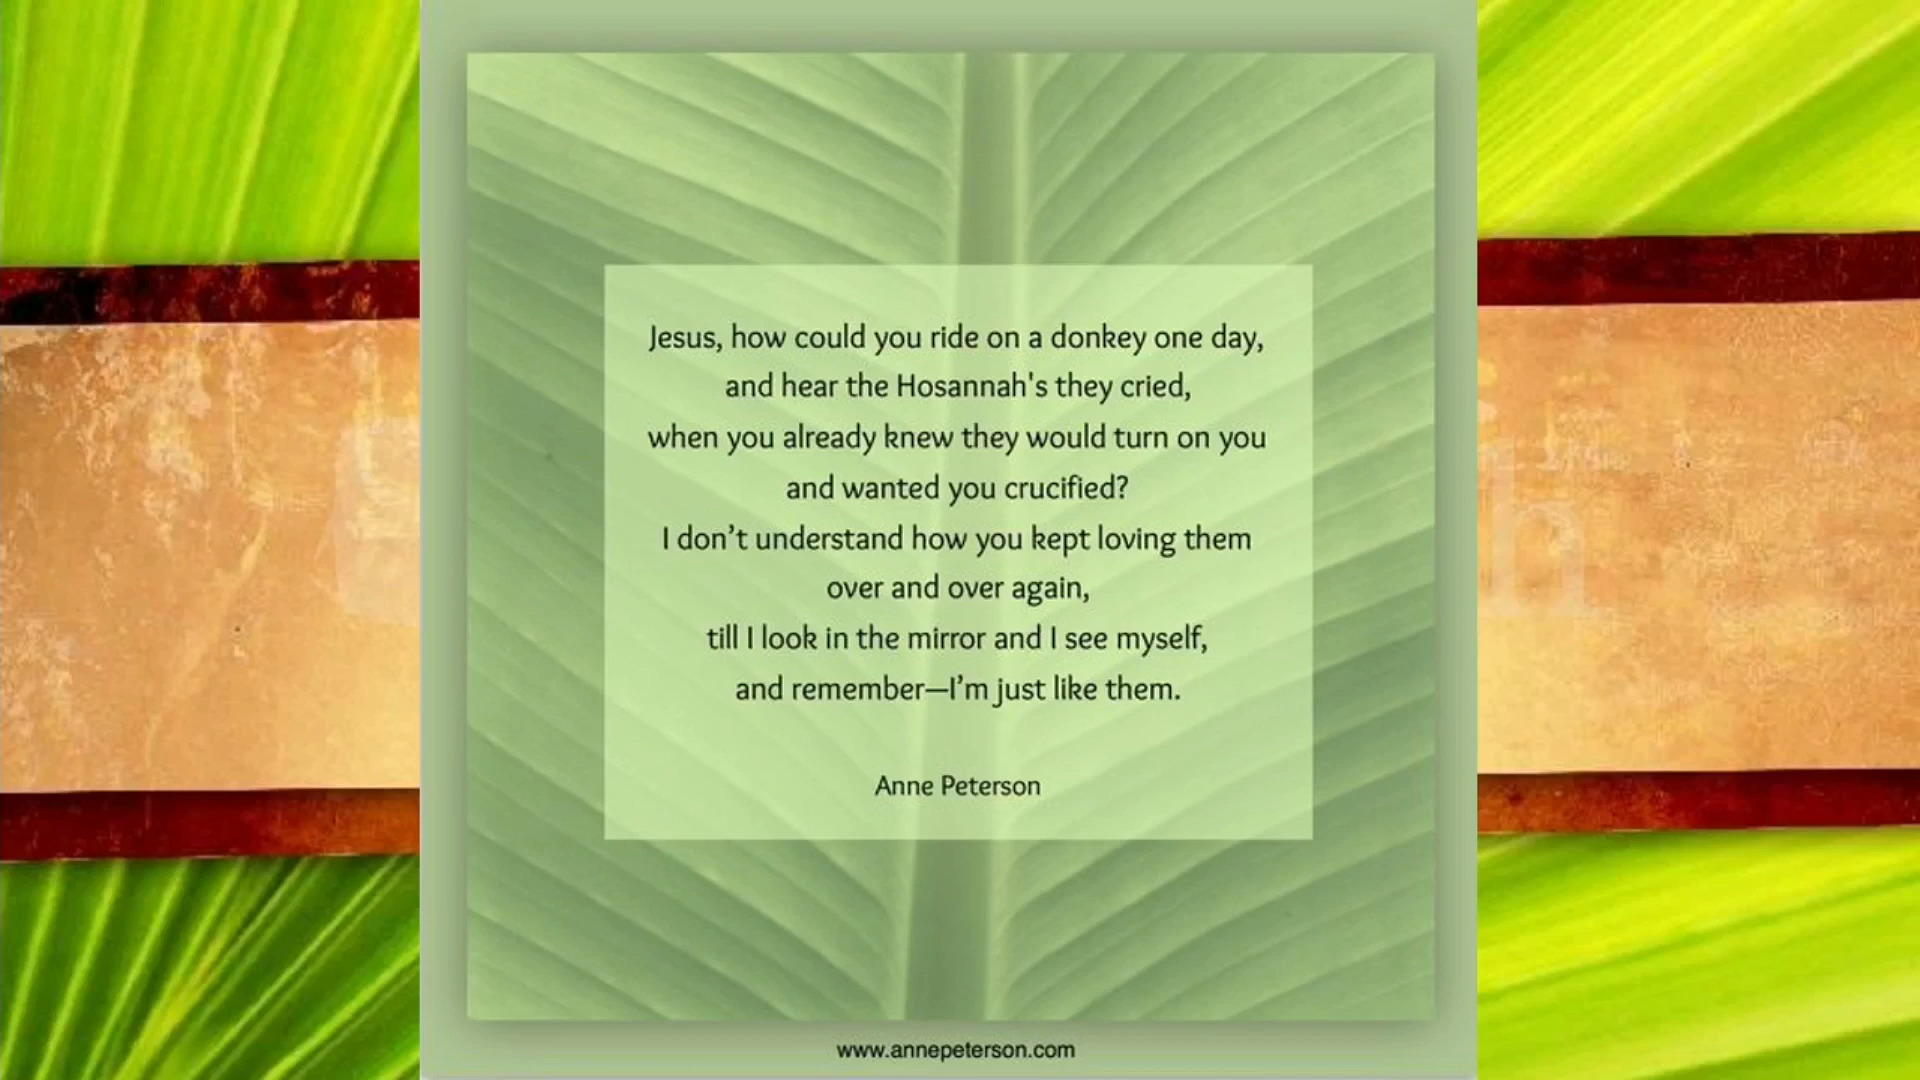 Jesus, how could you ride on a donkey one day,
and hear the Hosannah's they cried,
when you already knew they would turn on you
and wanted you crucified?
I don’t understand how you kept loving them
over and over again,
till I look in the mirror and I see myself,
and remember—I’m just like them.
Anne Peterson
www.annepeterson.com